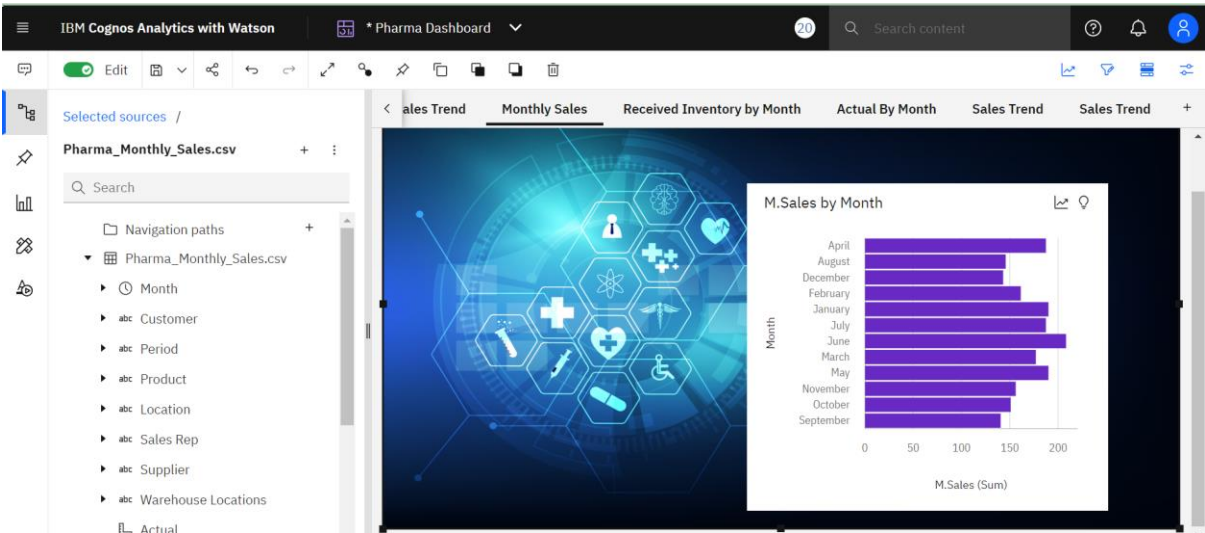 IBM Cognos Analytics with Watson
* Pharma Dashboard
20
Search content
Edit
Selected sources /
Pharma_Monthly_Sales.csv
Search
Navigation paths
Pharma_Monthly_Sales.csv
Month
abc Customer
abc Period
abc Product
abc Location
abc Sales Rep
abc Supplier
abc Warehouse Locations
Actual
ales Trend
Monthly Sales
Received Inventory by Month
Actual By Month
Sales Trend
Sales Trend
M.Sales by Month
Month
April
August
December
February
January
July
June
March
May
November
October
September
0 50 100 150 200
M.Sales (Sum)